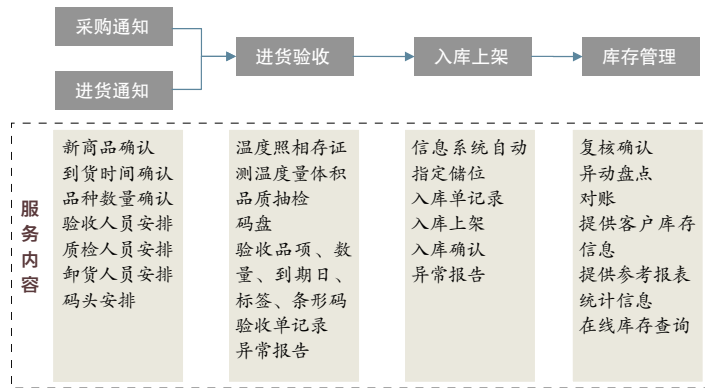 采购通知
进货通知
进货验收
入库上架
库存管理
服务内容
新商品确认
到货时间确认
品种数量确认
验收人员安排
质检人员安排
卸货人员安排
码头安排
温度照相存证
测温度量体积
品质抽检
码盘
验收品项、数
量、到期日、
标签、条形码
验收单记录
异常报告
信息系统自动
指定储位
入库单记录
入库上架
入库确认
异常报告
复核确认
异动盘点
对账
提供客户库存
信息
提供参考报表
统计信息
在线库存查询